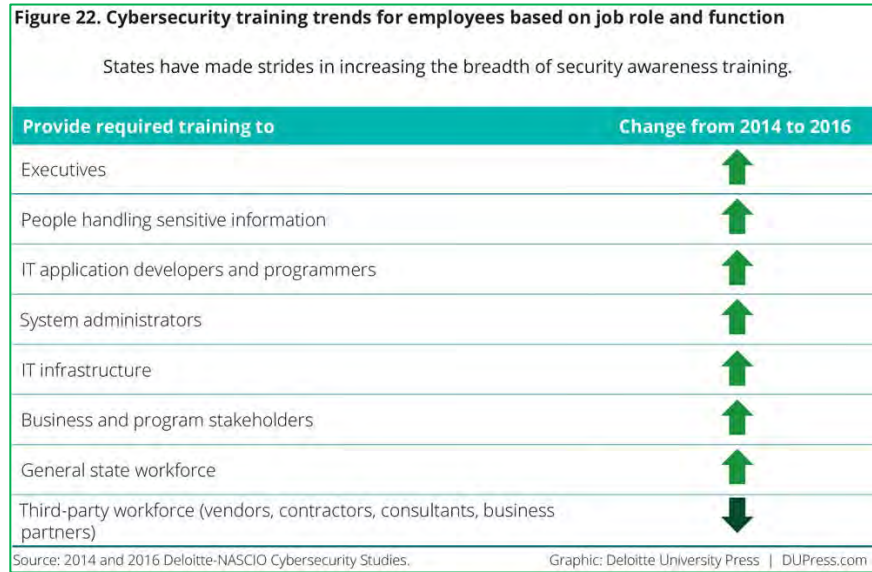 Figure 22. Cybersecurity training trends for employees based on job role and function
States have made strides in increasing the breadth of security awareness training.
Provide required training to Change from 2014 to 2016
Executives
People handling sensitive information
IT application developers and programmers
System administrators
IT infrastructure
Business and program stakeholders
General state workforce
Third-party workforce (vendors, contractors, consultants, business
partners)
Source: 2014 and 2016 Deloitte-NASCIO Cybersecurity Studies. Graphic: Deloitte University Press | DUPress.com